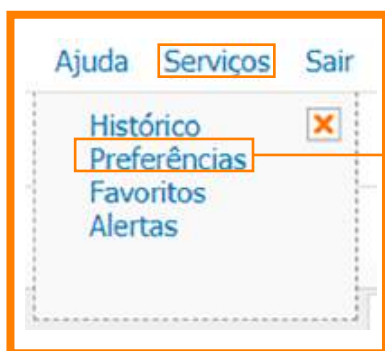 Ajuda Serviços Sair
Histórico
Preferências
Favoritos
Alertas